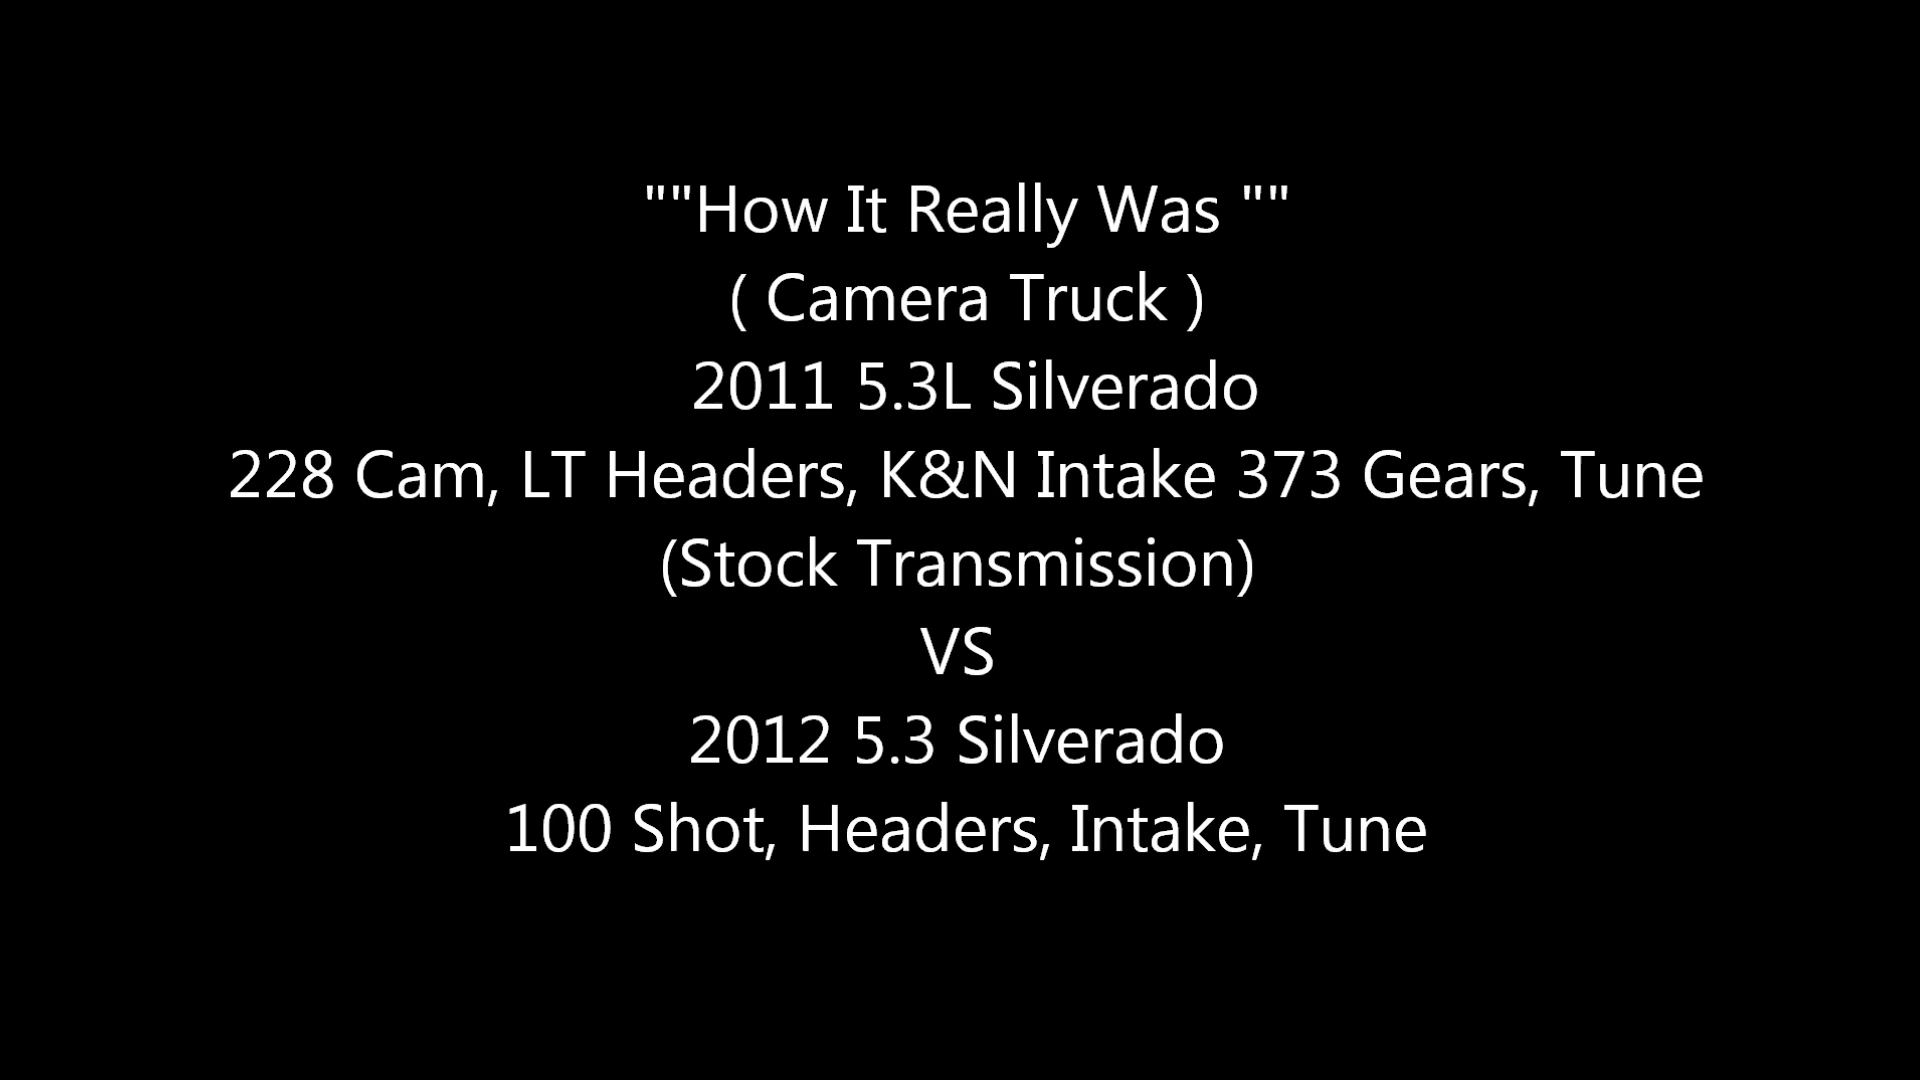 ""How It Really Was ""
( Camera Truck )
2011 5.3L Silverado
228 Cam, LT Headers, K&N Intake 373 Gears, Tune
(Stock Transmission)
VS
2012 5.3 Silverado
100 Shot, Headers, Intake, Tune